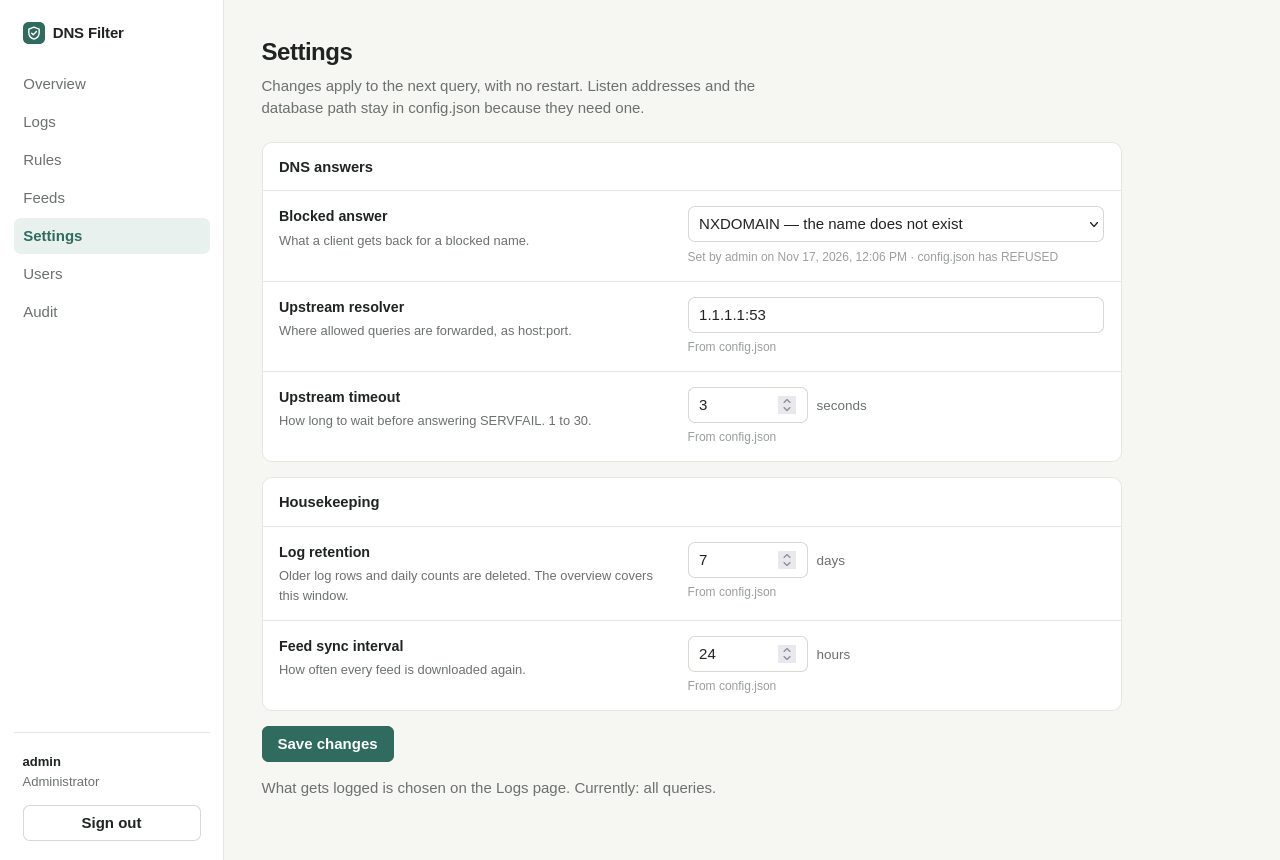 DNS Filter
Overview
Logs
Rules
Feeds
Settings
Users
Audit
admin
Administrator
Sign out
Settings
Changes apply to the next query, with no restart. Listen addresses and the
database path stay in config.json because they need one.
DNS answers
Blocked answer
What a client gets back for a blocked name.
NXDOMAIN — the name does not exist
Set by admin on Nov 17, 2026, 12:06 PM · config.json has REFUSED
Upstream resolver
Where allowed queries are forwarded, as host:port.
1.1.1.1:53
From config.json
Upstream timeout
How long to wait before answering SERVFAIL. 1 to 30.
3 seconds
From config.json
Housekeeping
Log retention
Older log rows and daily counts are deleted. The overview covers
this window.
7 days
From config.json
Feed sync interval
How often every feed is downloaded again.
24 hours
From config.json
Save changes
What gets logged is chosen on the Logs page. Currently: all queries.